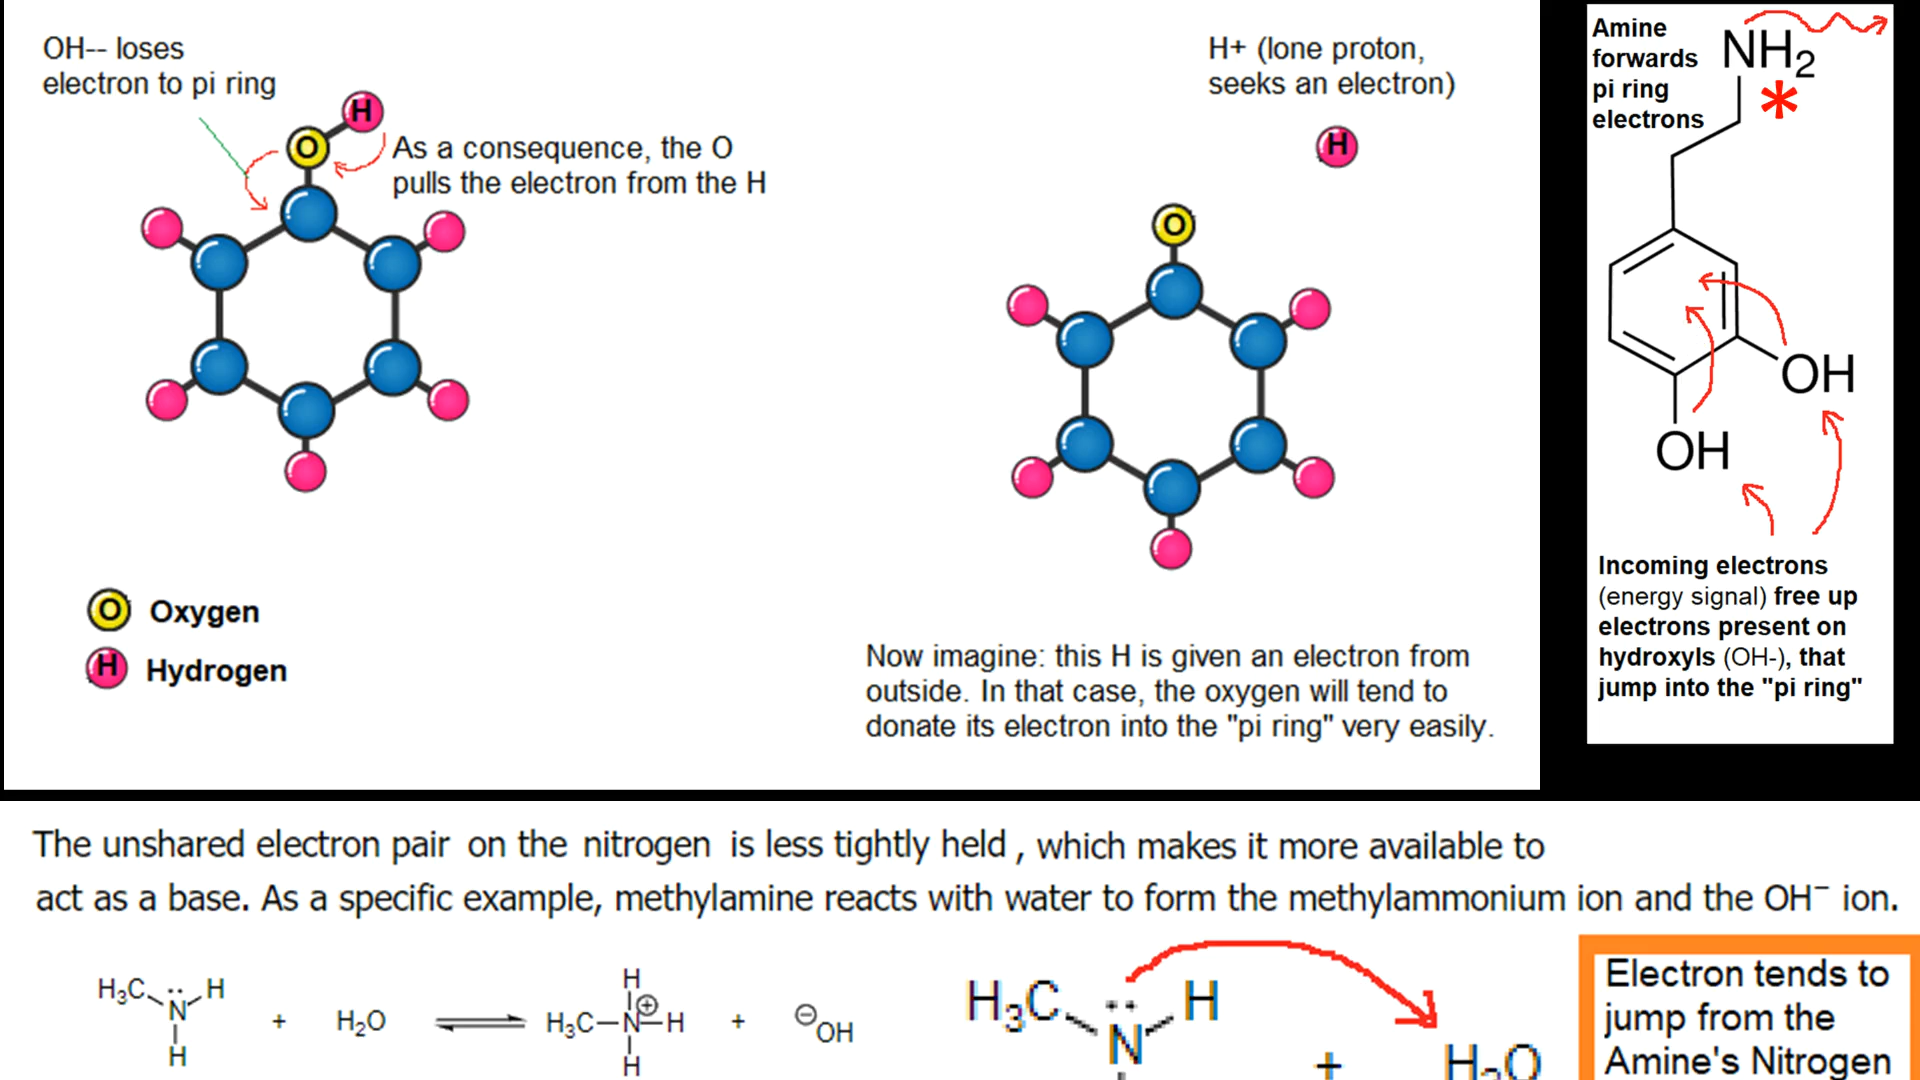 OH-- loses
electron to pi ring
H
O
As a consequence, the O
pulls the electron from the H
O Oxygen
H Hydrogen
H+ (lone proton,
seeks an electron)
H
O
Now imagine: this H is given an electron from
outside. In that case, the oxygen will tend to
donate its electron into the "pi ring" very easily.
Amine
forwards
pi ring
electrons
NH2
*
OH
OH
Incoming electrons
(energy signal) free up
electrons present on
hydroxyls (OH-), that
jump into the "pi ring"
The unshared electron pair on the nitrogen is less tightly held , which makes it more available to
act as a base. As a specific example, methylamine reacts with water to form the methylammonium ion and the OH⁻ ion.
H3C N H
H
+ H2O ⇌
H
H3C–N⊕–H
H
+ ⊖OH
H3C N H
+ H2O
Electron tends to
jump from the
Amine's Nitrogen